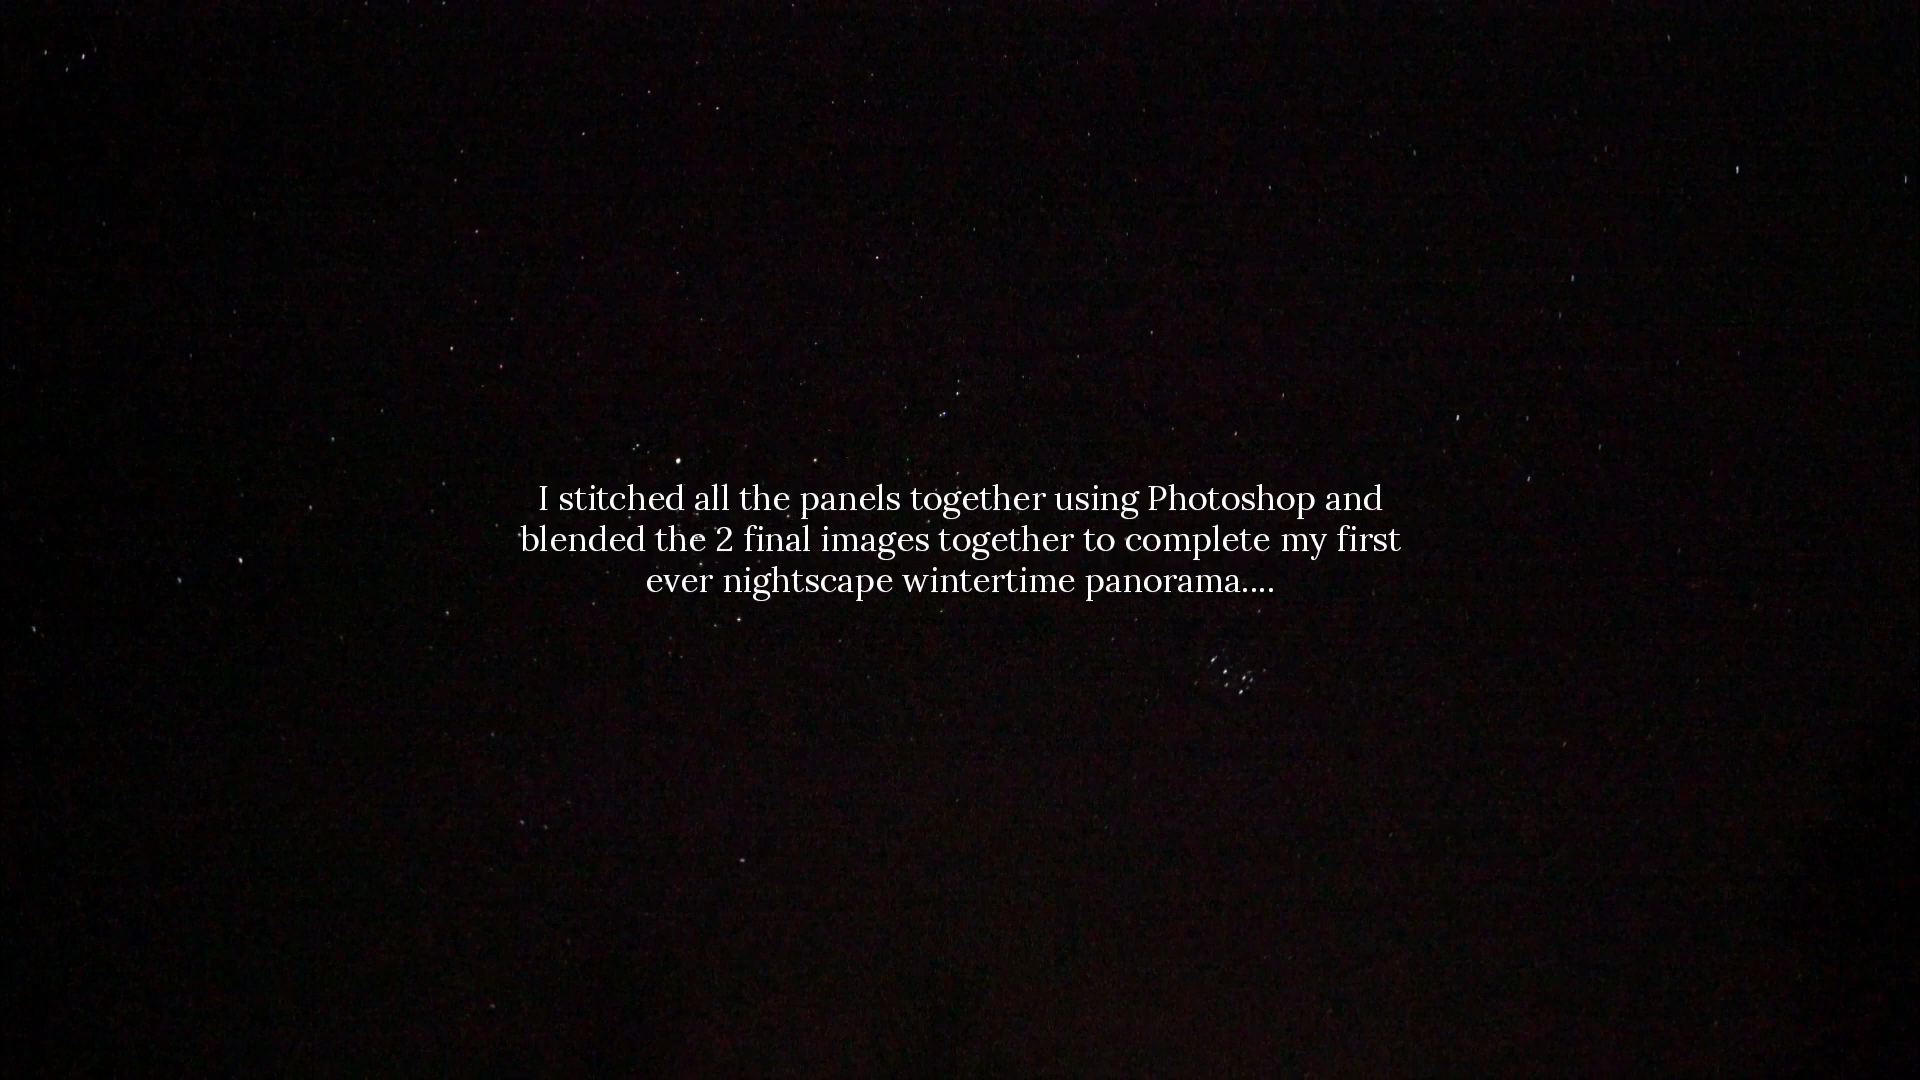 I stitched all the panels together using Photoshop and
blended the 2 final images together to complete my first
ever nightscape wintertime panorama....